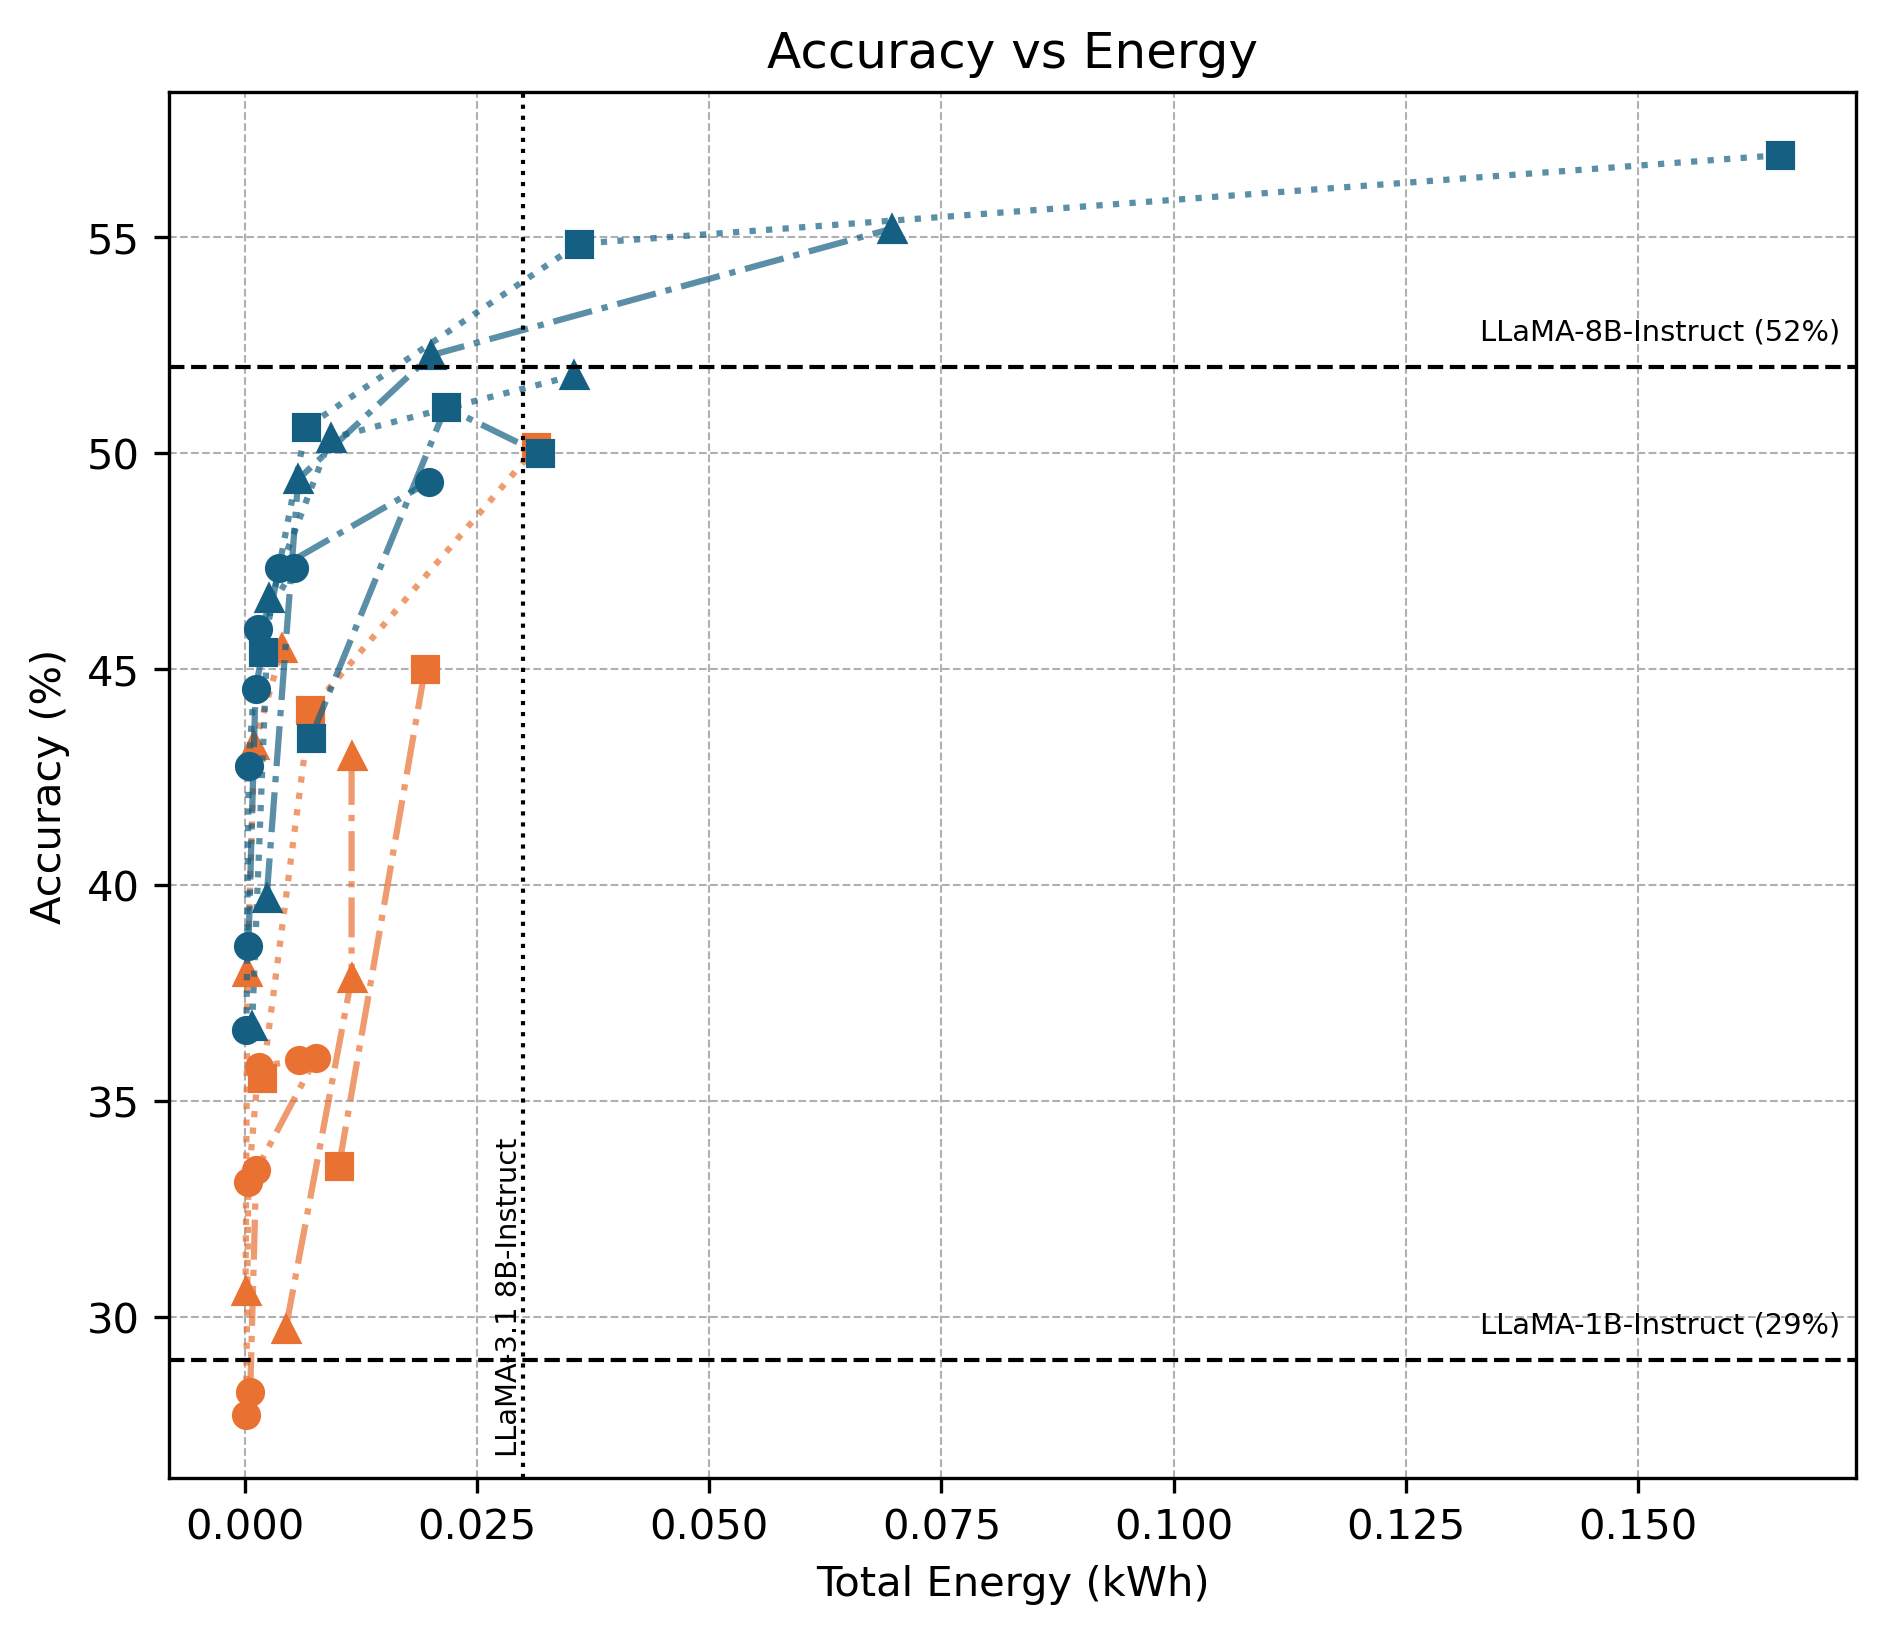 Accuracy vs Energy
Accuracy (%)
55
50
45
40
35
30
LLaMA-8B-Instruct (52%)
LLaMA-3.1 8B-Instruct
LLaMA-1B-Instruct (29%)
0.000
0.025
0.050
0.075
0.100
0.125
0.150
Total Energy (kWh)